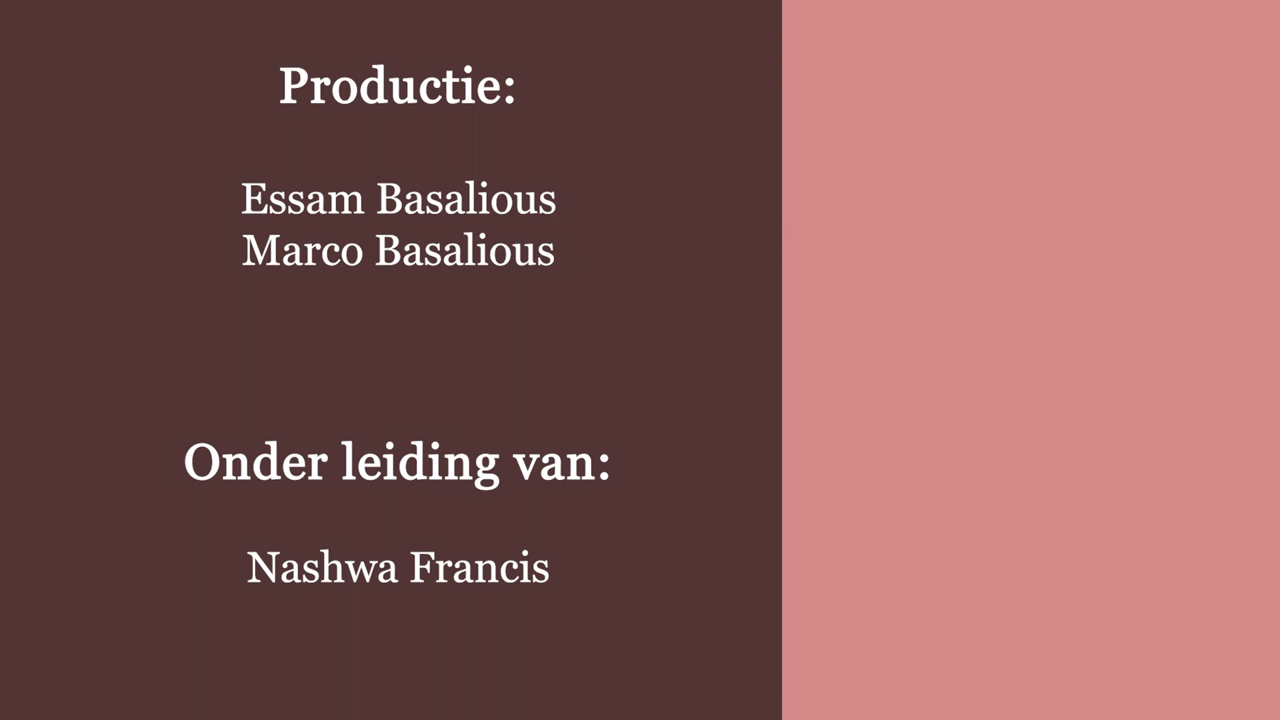 Productie:
Essam Basalious
Marco Basalious
Onder leiding van:
Nashwa Francis